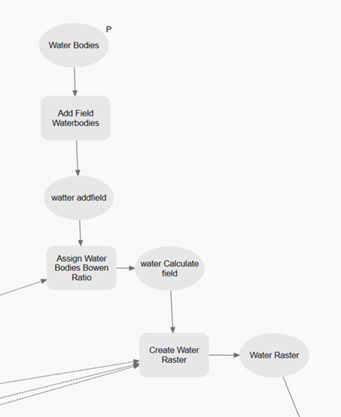 P
Water Bodies
Add Field
Waterbodies
watter addfield
Assign Water
Bodies Bowen
Ratio
water Calculate
field
Create Water
Raster
Water Raster